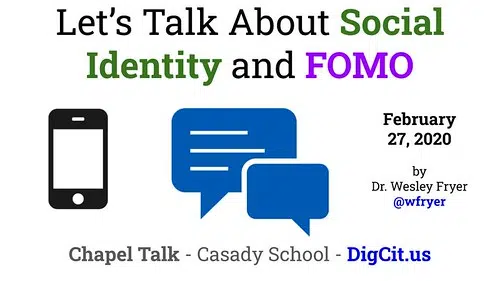 Let's Talk About Social
Identity and FOMO
February
27, 2020
by
Dr. Wesley Fryer
@wfryer
Chapel Talk - Casady School - DigCit.us